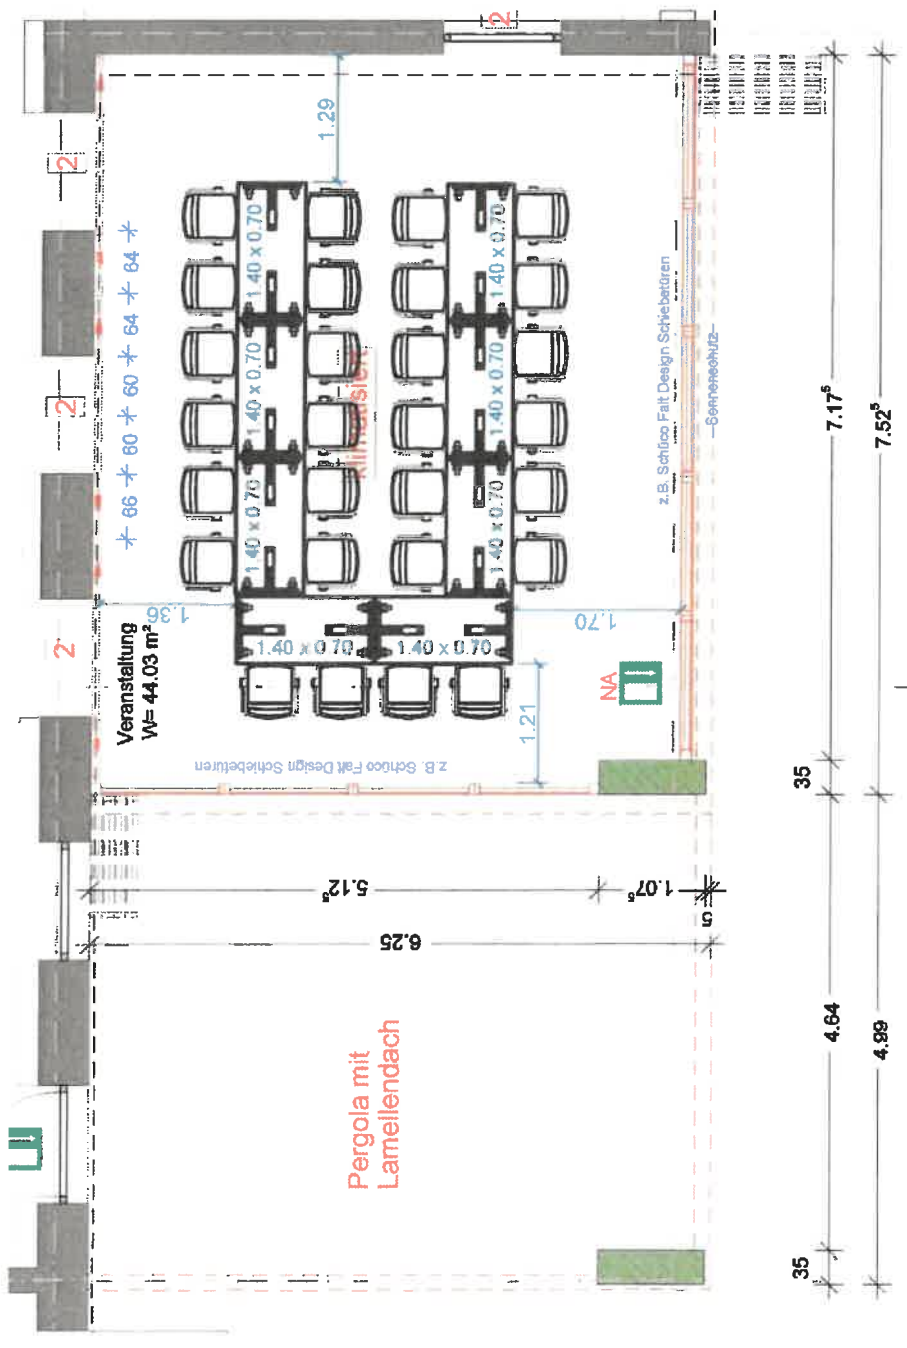 2
2
1.29
2
66 60 60 64 64
1.40 x 0.70
1.40 x 0.70
1.40 x 0.70
1.40 x 0.70
1.40 x 0.70
1.40 x 0.70
z.B. Schüco Falt Design Schiebetüren
Sonnenschutz
7.17⁵
7.52⁵
1.36
1.70
2
Veranstaltung
W= 44.03 m²
1.40 x 0.70
1.40 x 0.70
NA
1.21
z.B. Schüco Falt Design Schiebetüren
35
5.12⁵
1.07⁵
5
6.25
4.64
4.99
Pergola mit
Lamellendach
35